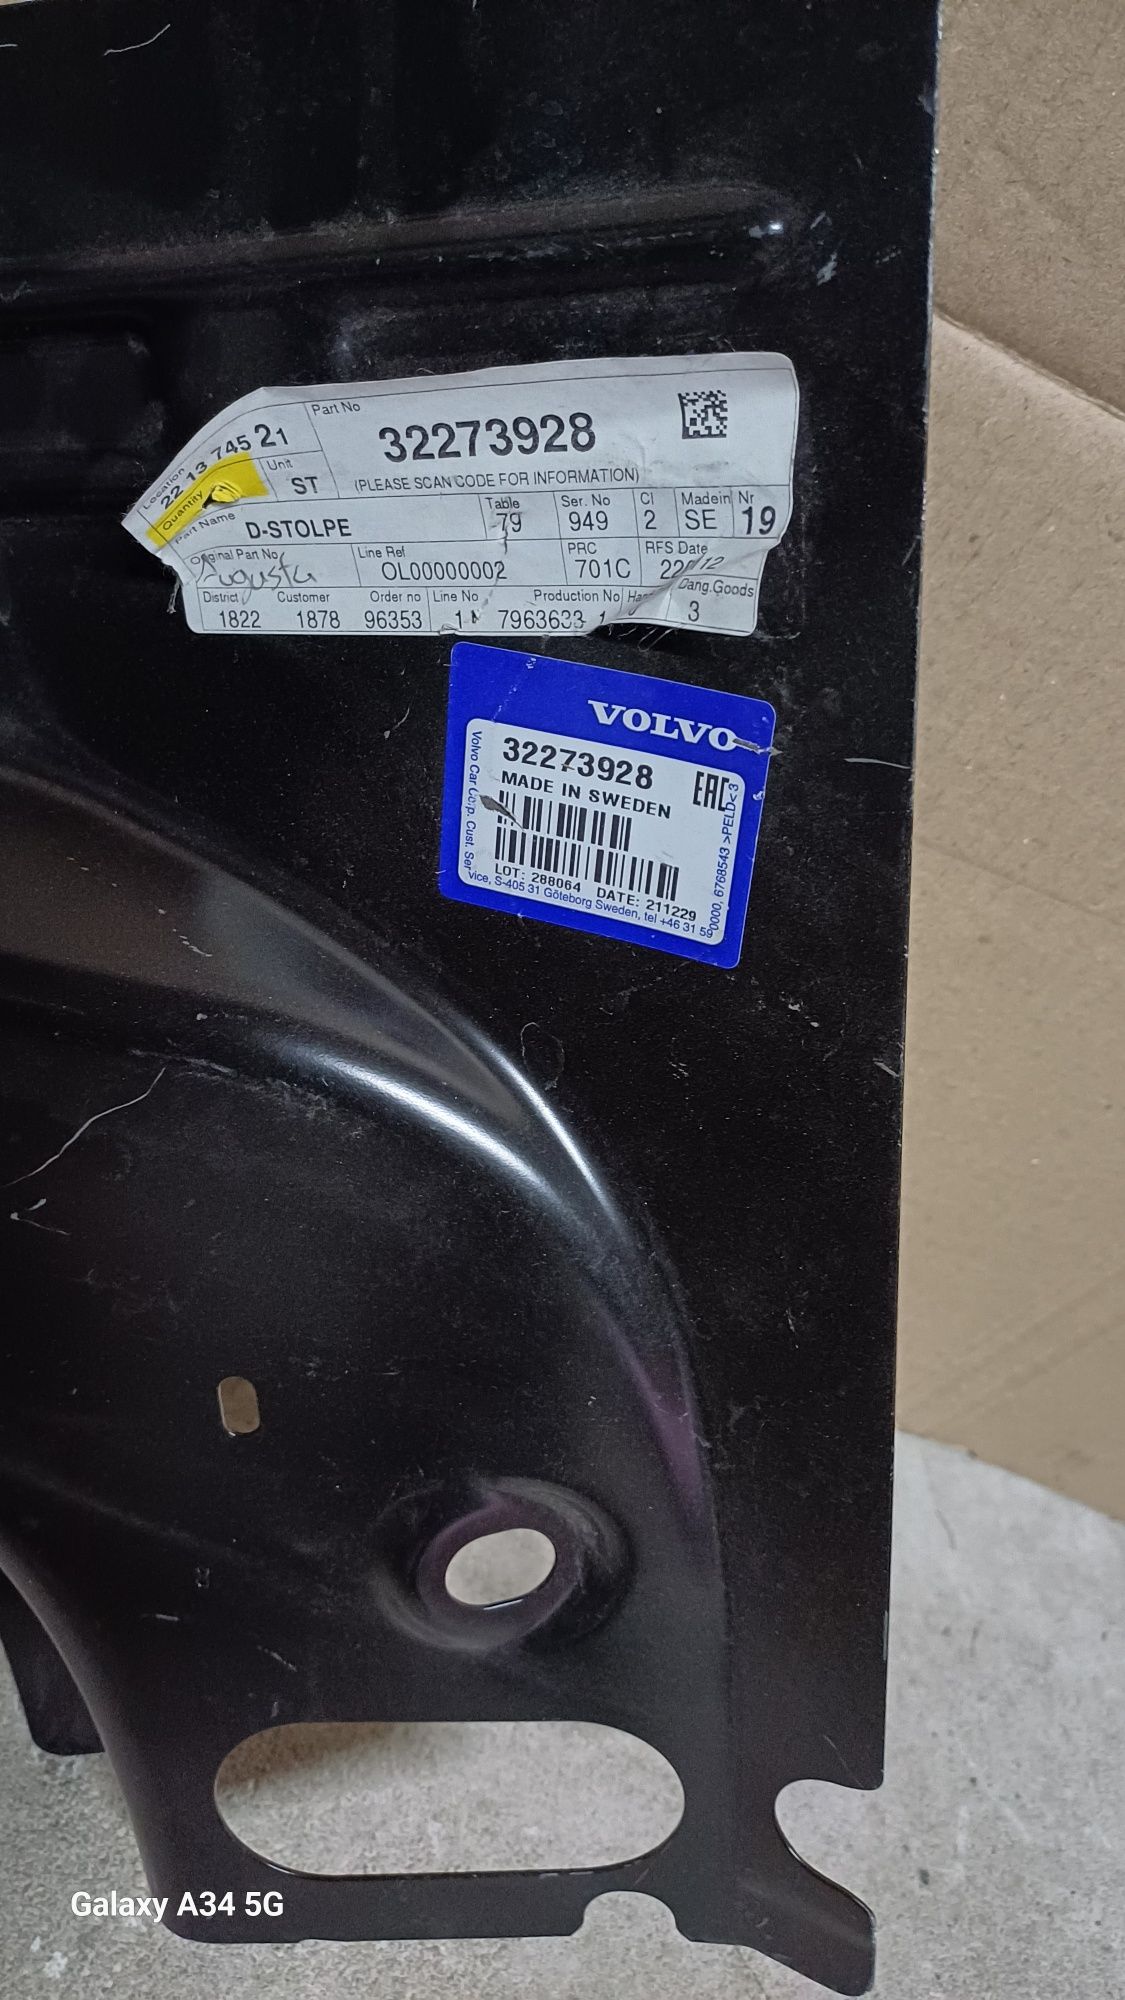 Location
22 13 745 21
Part No
32273928
Quantity
Unit
ST
(PLEASE SCAN CODE FOR INFORMATION)
Part Name
D-STOLPE
Table
79
Ser. No
949
Cl
2
Madein
SE
Nr
19
Original Part No
Augusta
Line Ref
OL00000002
PRC
701C
RFS Date
District
1822
Customer
1878
Order no
96353
Line No
Production No
Dang.Goods
3
VOLVO
32273928
MADE IN SWEDEN
EAC
LOT: 288064 DATE: 211229
Volvo Car Corp. Cust. Service, S-405 31 Göteborg Sweden, tel +46 31 590000, 6768543 >PELD<3
Galaxy A34 5G